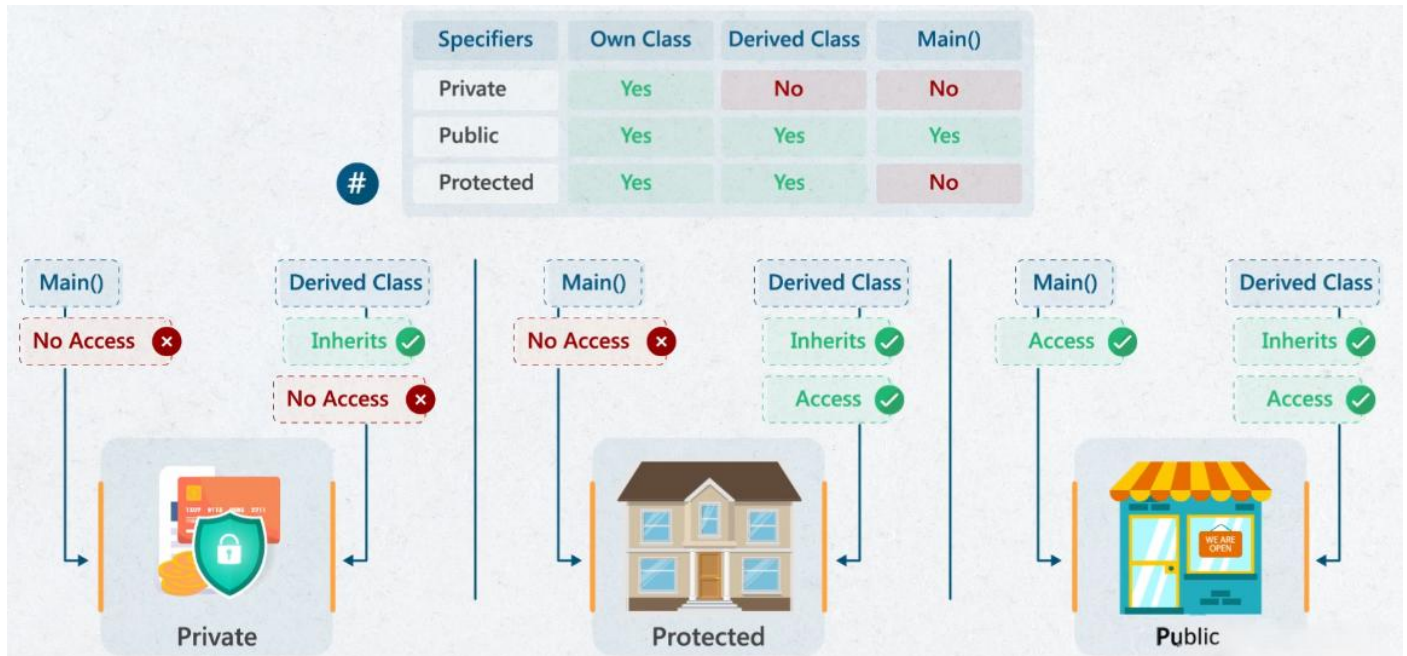 Specifiers Own Class Derived Class Main()
Private Yes No No
Public Yes Yes Yes
# Protected Yes Yes No
Main() Derived Class Main() Derived Class Main() Derived Class
No Access Inherits No Access Inherits Access Inherits
No Access Access Access
WE ARE
OPEN
Private Protected Public